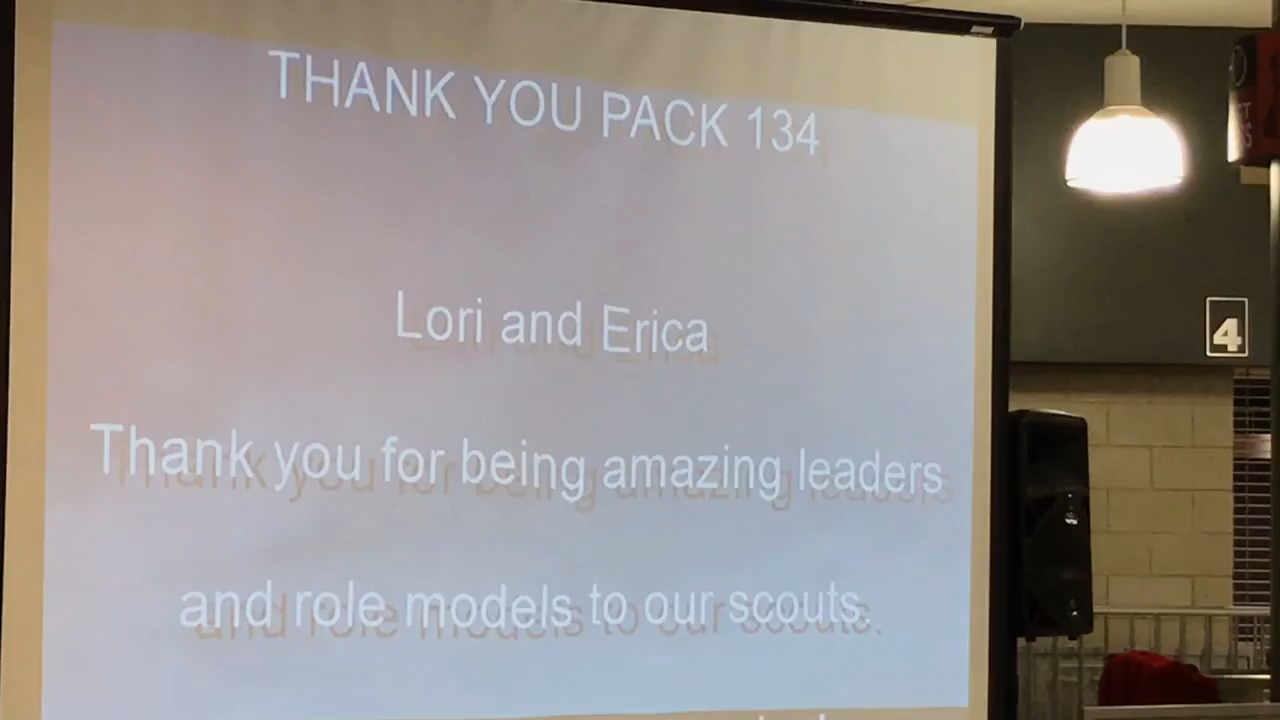 THANK YOU PACK 134
Lori and Erica
Thank you for being amazing leaders
and role models to our scouts.
4